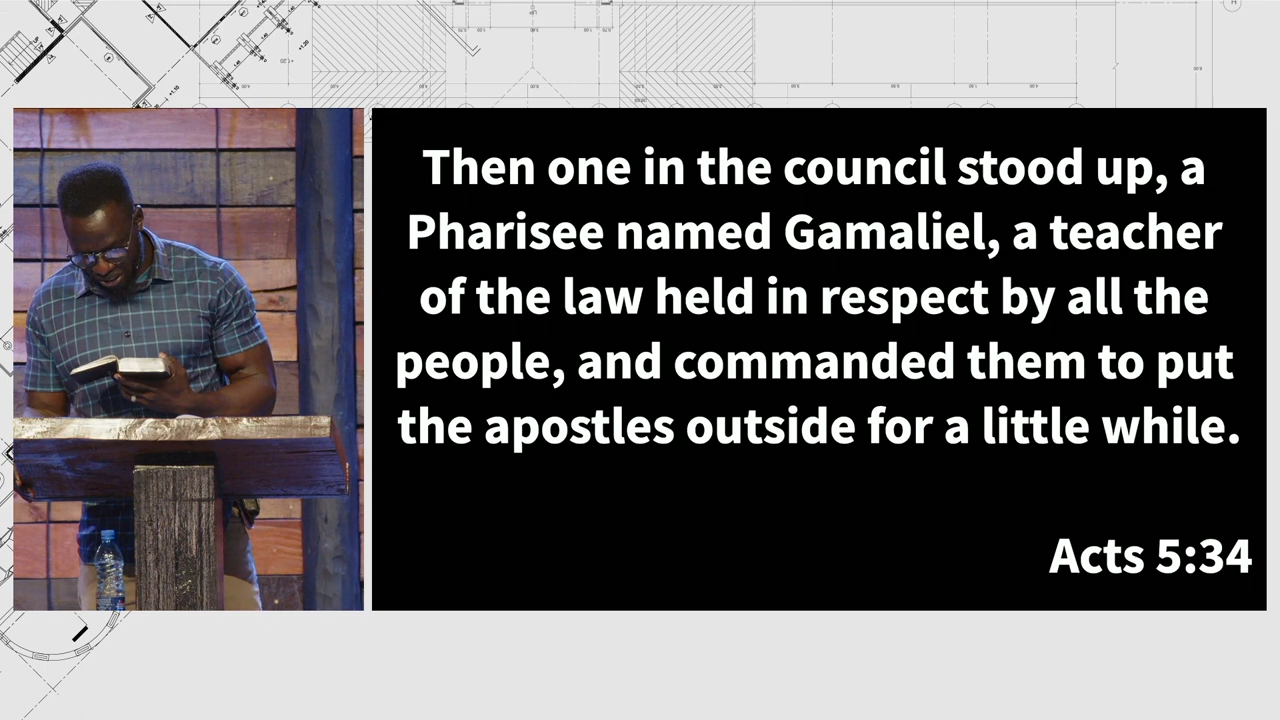 Then one in the council stood up, a
Pharisee named Gamaliel, a teacher
of the law held in respect by all the
people, and commanded them to put
the apostles outside for a little while.
Acts 5:34